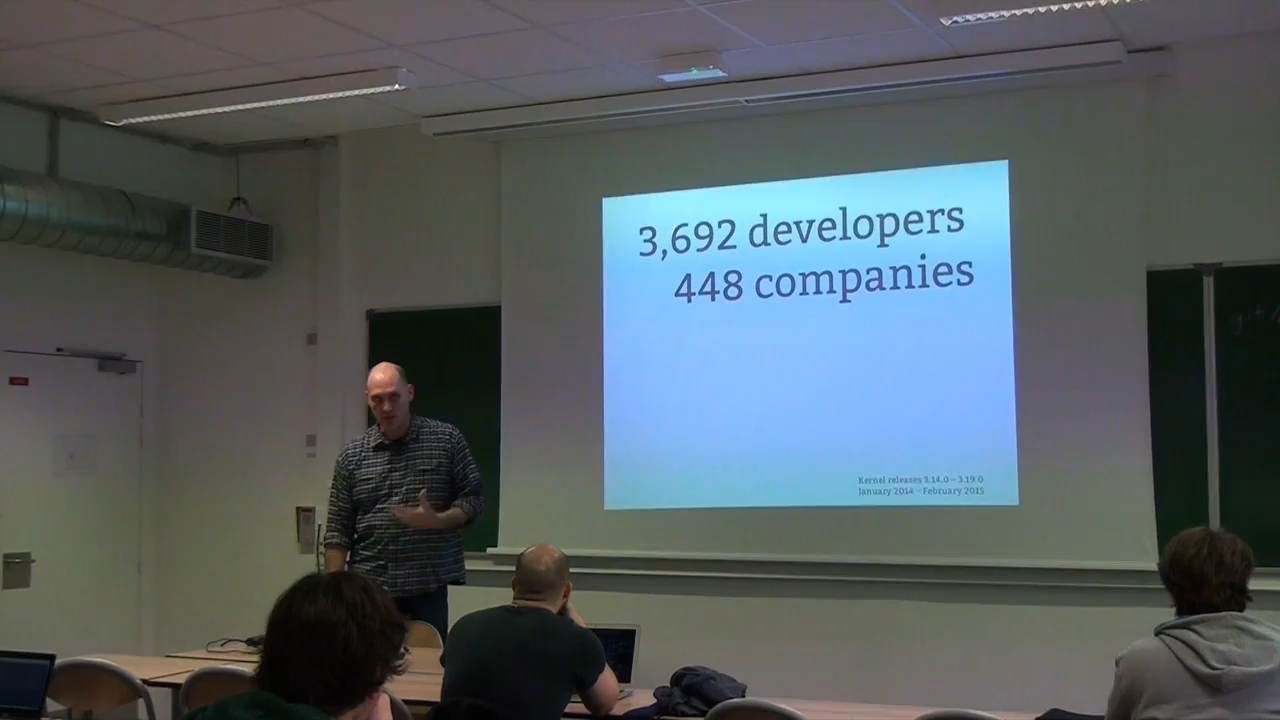 3,692 developers
448 companies
Kernel releases 3.14.0 – 3.19.0
January 2014 – February 2015